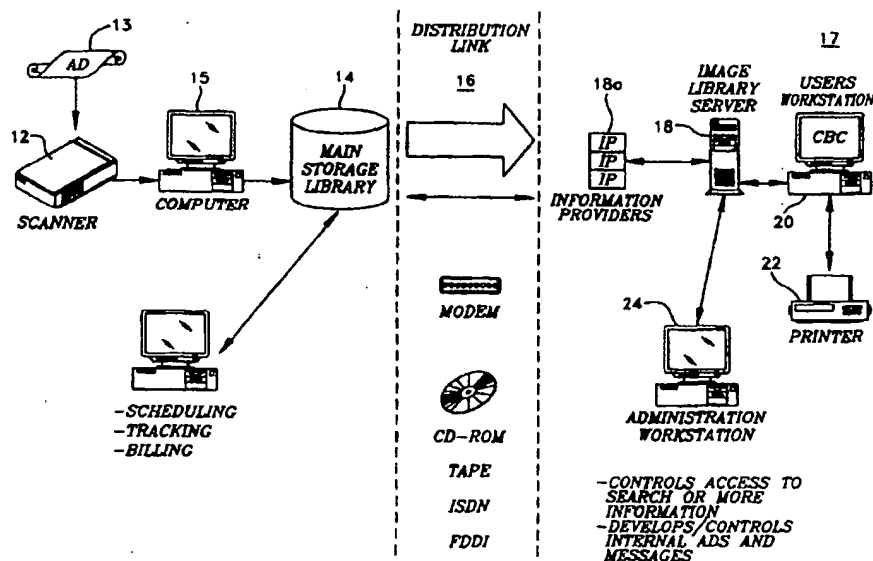 13
AD
12
SCANNER
15
COMPUTER
14
MAIN
STORAGE
LIBRARY
-SCHEDULING
-TRACKING
-BILLING
DISTRIBUTION
LINK
16
MODEM
CD-ROM
TAPE
ISDN
FDDI
17
18a
IP
IP
IP
INFORMATION
PROVIDERS
IMAGE
LIBRARY
SERVER
18
USERS
WORKSTATION
CBC
20
22
PRINTER
24
ADMINISTRATION
WORKSTATION
-CONTROLS ACCESS TO
SEARCH OR MORE
INFORMATION
-DEVELOPS/CONTROLS
INTERNAL ADS AND
MESSAGES